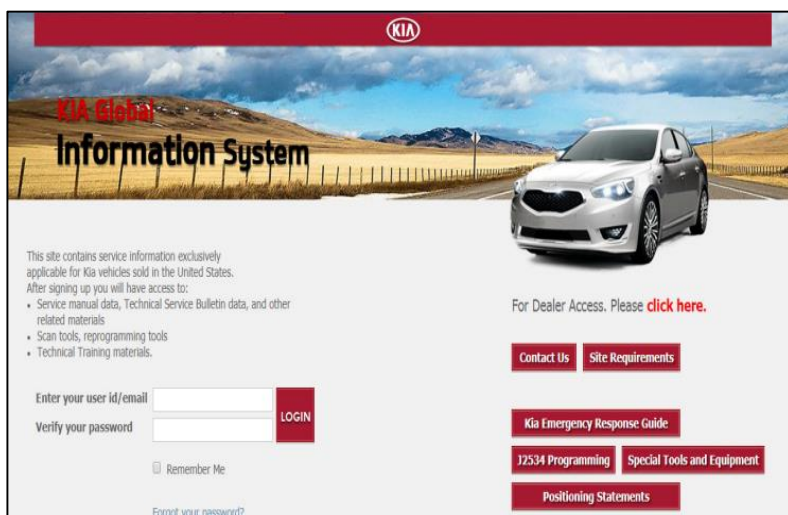 KIA
KIA Global
Information System
This site contains service information exclusively
applicable for Kia vehicles sold in the United States.
After signing up you will have access to:
• Service manual data, Technical Service Bulletin data, and other
related materials
• Scan tools, reprogramming tools
• Technical Training materials.
Enter your user id/email
Verify your password
LOGIN
Remember Me
Forgot your password?
For Dealer Access. Please click here.
Contact Us
Site Requirements
Kia Emergency Response Guide
J2534 Programming
Special Tools and Equipment
Positioning Statements